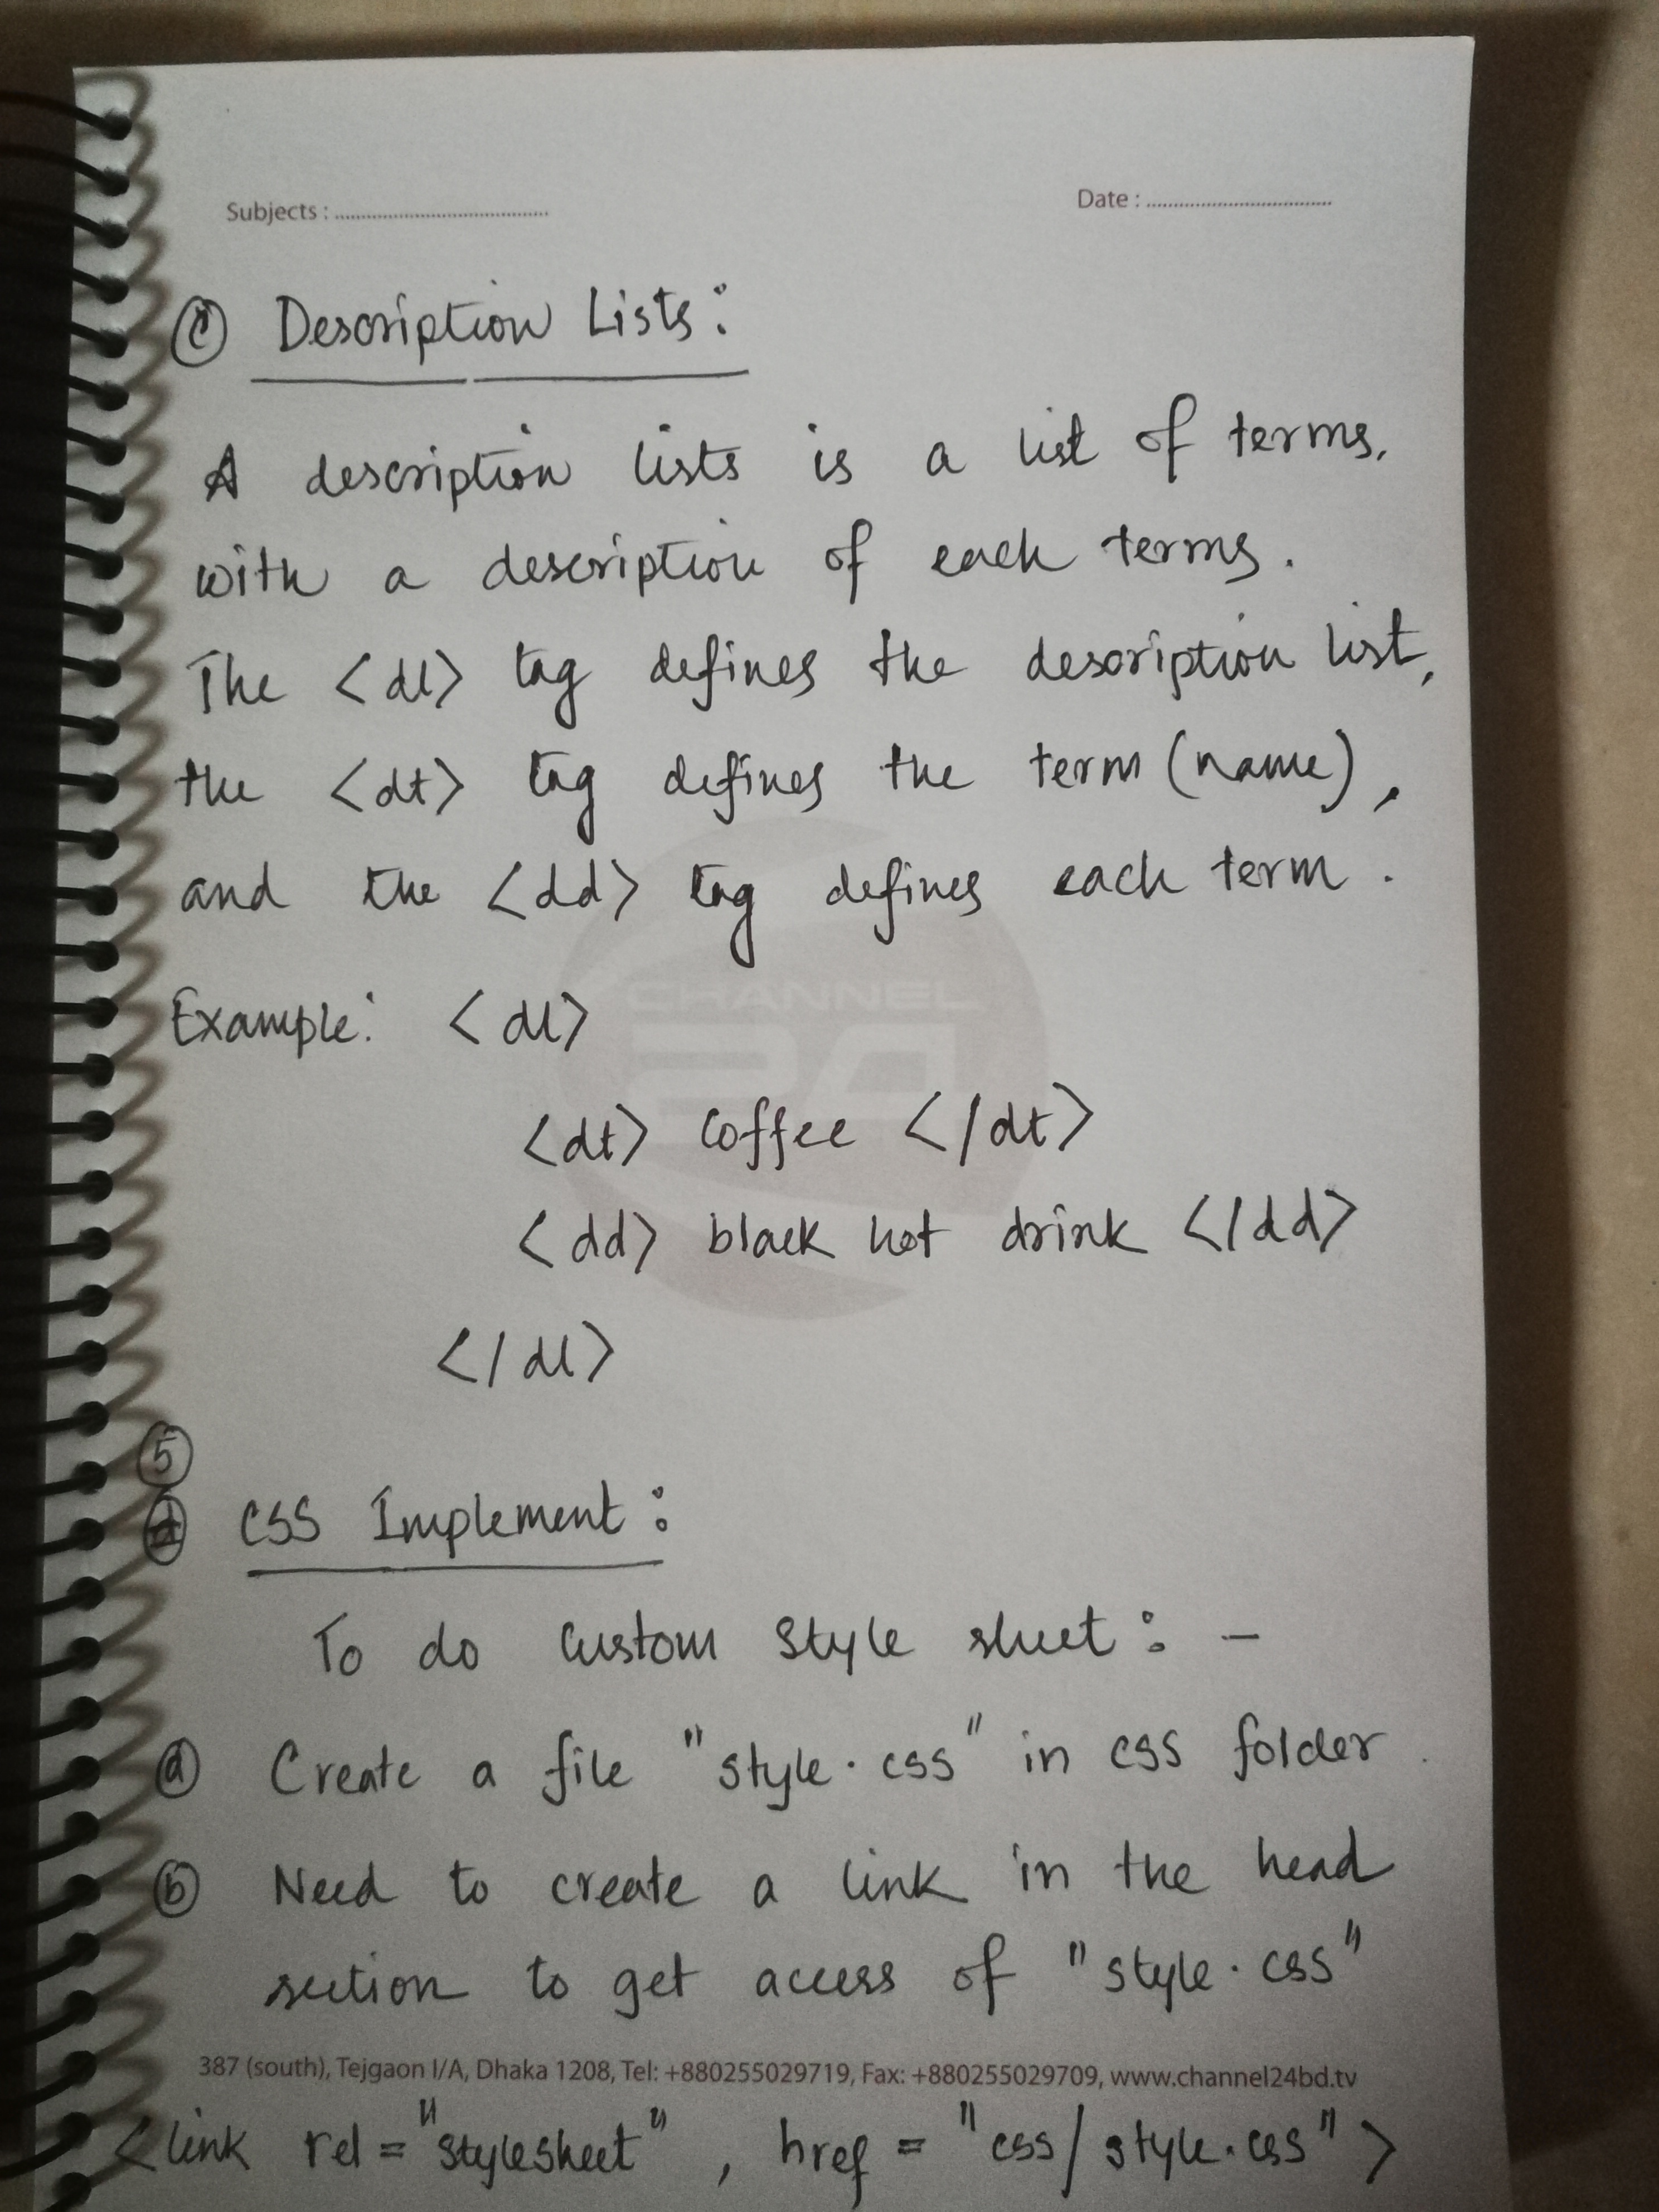 Subjects : ........................................ Date : ...................................
© Description Lists:
A description lists is a list of terms,
with a description of each terms.
The <dl> tag defines the description list,
the <dt> tag defines the term (name),
and the <dd> tag defines each term.
CHANNEL
24
Example: <dl>
<dt> Coffee </dt>
<dd> black hot drink </dd>
</dl>
⑤
CSS Implement:
To do Custom Style sheet: –
ⓐ Create a file "style.css" in css folder.
ⓑ Need to create a link in the head
section to get access of "style.css"
387 (south), Tejgaon I/A, Dhaka 1208, Tel: +880255029719, Fax: +880255029709, www.channel24bd.tv
<link rel="stylesheet", href = "css/style.css">